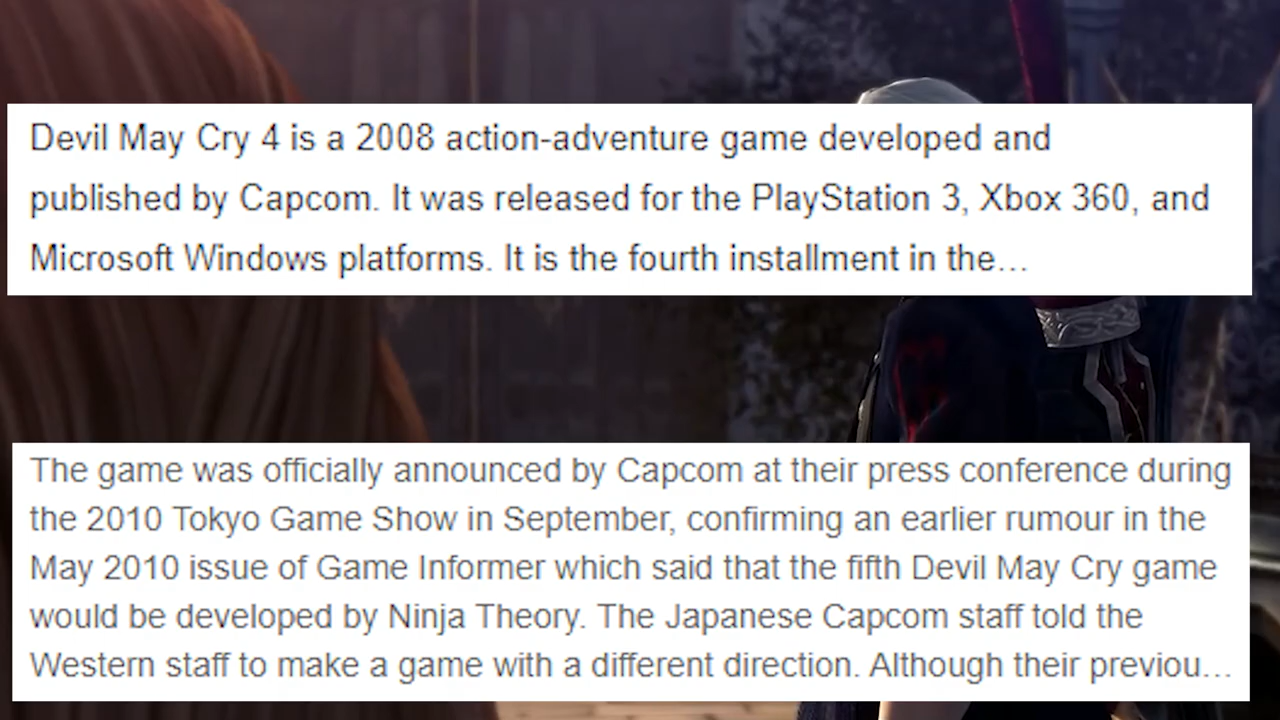 Devil May Cry 4 is a 2008 action-adventure game developed and
published by Capcom. It was released for the PlayStation 3, Xbox 360, and
Microsoft Windows platforms. It is the fourth installment in the...
The game was officially announced by Capcom at their press conference during
the 2010 Tokyo Game Show in September, confirming an earlier rumour in the
May 2010 issue of Game Informer which said that the fifth Devil May Cry game
would be developed by Ninja Theory. The Japanese Capcom staff told the
Western staff to make a game with a different direction. Although their previou...